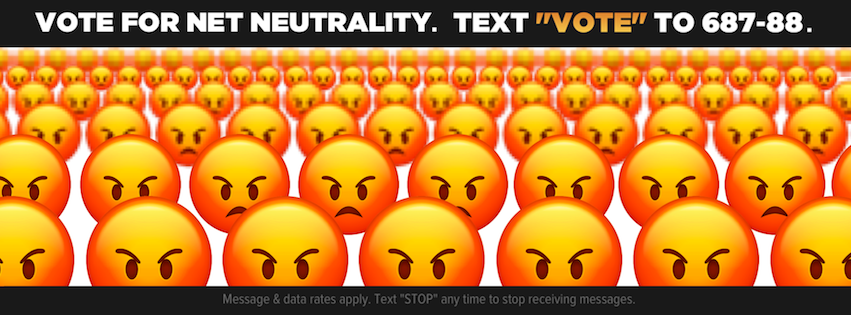 VOTE FOR NET NEUTRALITY. TEXT "VOTE" TO 687-88.
Message & data rates apply. Text "STOP" any time to stop receiving messages.